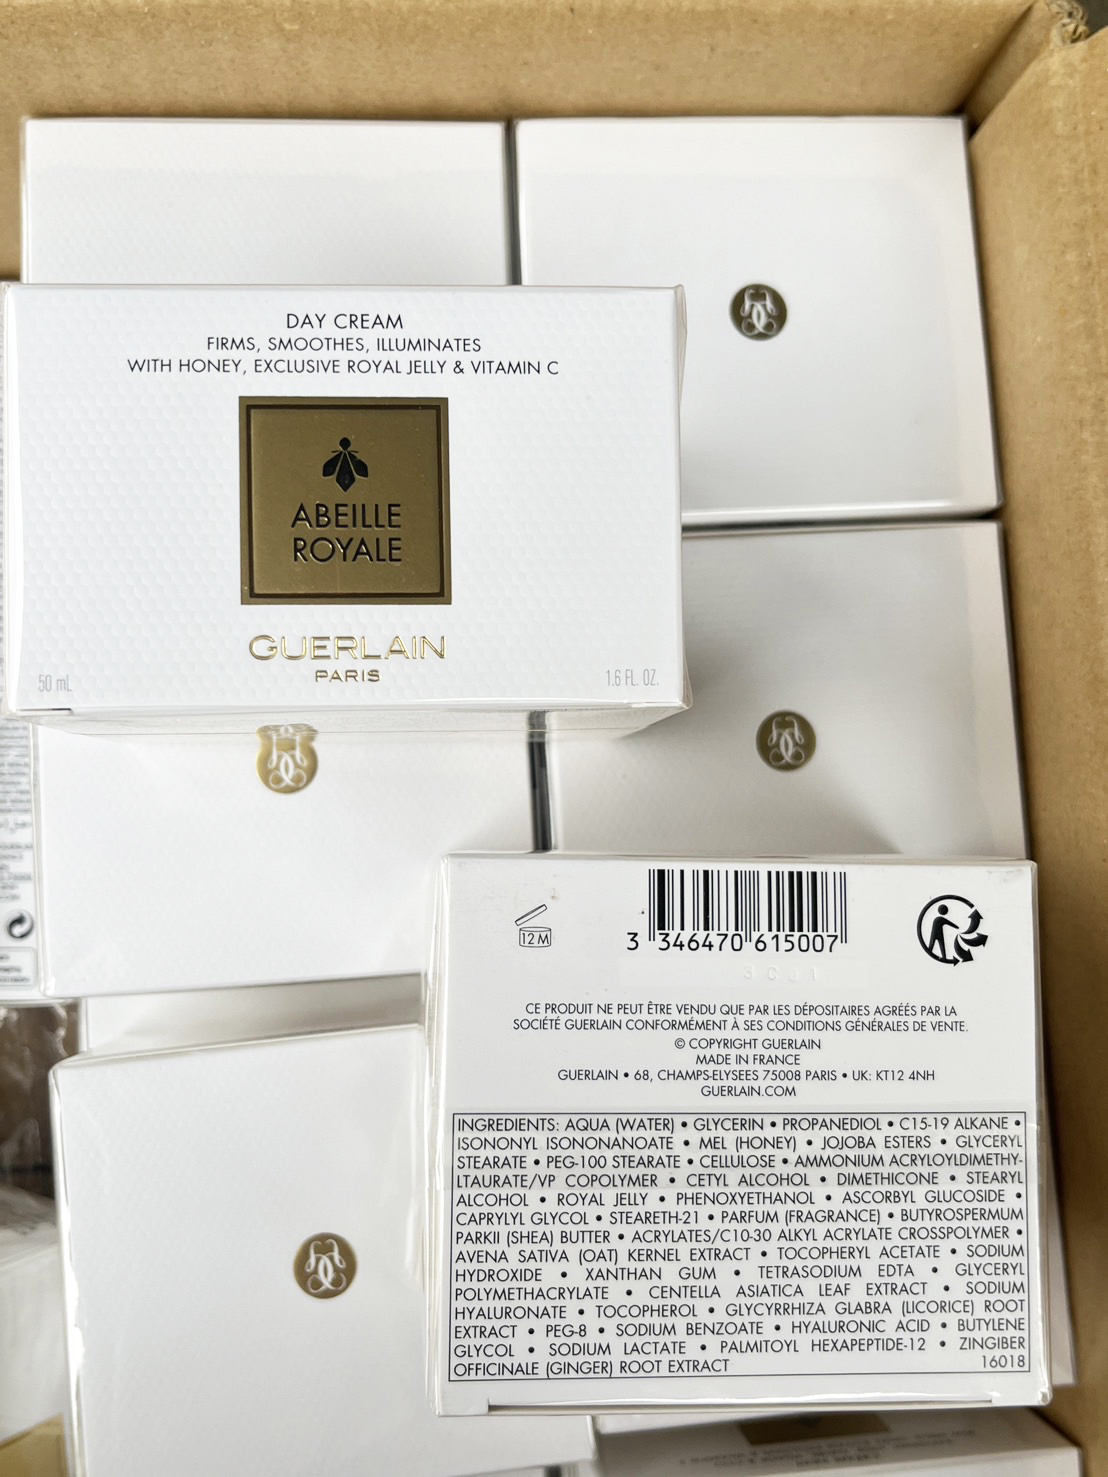 DAY CREAM
FIRMS, SMOOTHES, ILLUMINATES
WITH HONEY, EXCLUSIVE ROYAL JELLY & VITAMIN C
ABEILLE
ROYALE
GUERLAIN
PARIS
50 mL
1.6 FL. OZ.
12 M
3 346470 615007
CE PRODUIT NE PEUT ÊTRE VENDU QUE PAR LES DÉPOSITAIRES AGRÉÉS PAR LA
SOCIÉTÉ GUERLAIN CONFORMÉMENT À SES CONDITIONS GÉNÉRALES DE VENTE.
© COPYRIGHT GUERLAIN
MADE IN FRANCE
GUERLAIN • 68, CHAMPS-ELYSEES 75008 PARIS • UK: KT12 4NH
GUERLAIN.COM
INGREDIENTS: AQUA (WATER) • GLYCERIN • PROPANEDIOL • C15-19 ALKANE •
ISONONYL ISONONANOATE • MEL (HONEY) • JOJOBA ESTERS • GLYCERYL
STEARATE • PEG-100 STEARATE • CELLULOSE • AMMONIUM ACRYLOYLDIMETHY-
LTAURATE/VP COPOLYMER • CETYL ALCOHOL • DIMETHICONE • STEARYL
ALCOHOL • ROYAL JELLY • PHENOXYETHANOL • ASCORBYL GLUCOSIDE •
CAPRYLYL GLYCOL • STEARETH-21 • PARFUM (FRAGRANCE) • BUTYROSPERMUM
PARKII (SHEA) BUTTER • ACRYLATES/C10-30 ALKYL ACRYLATE CROSSPOLYMER •
AVENA SATIVA (OAT) KERNEL EXTRACT • TOCOPHERYL ACETATE • SODIUM
HYDROXIDE • XANTHAN GUM • TETRASODIUM EDTA • GLYCERYL
POLYMETHACRYLATE • CENTELLA ASIATICA LEAF EXTRACT • SODIUM
HYALURONATE • TOCOPHEROL • GLYCYRRHIZA GLABRA (LICORICE) ROOT
EXTRACT • PEG-8 • SODIUM BENZOATE • HYALURONIC ACID • BUTYLENE
GLYCOL • SODIUM LACTATE • PALMITOYL HEXAPEPTIDE-12 • ZINGIBER
OFFICINALE (GINGER) ROOT EXTRACT 16018